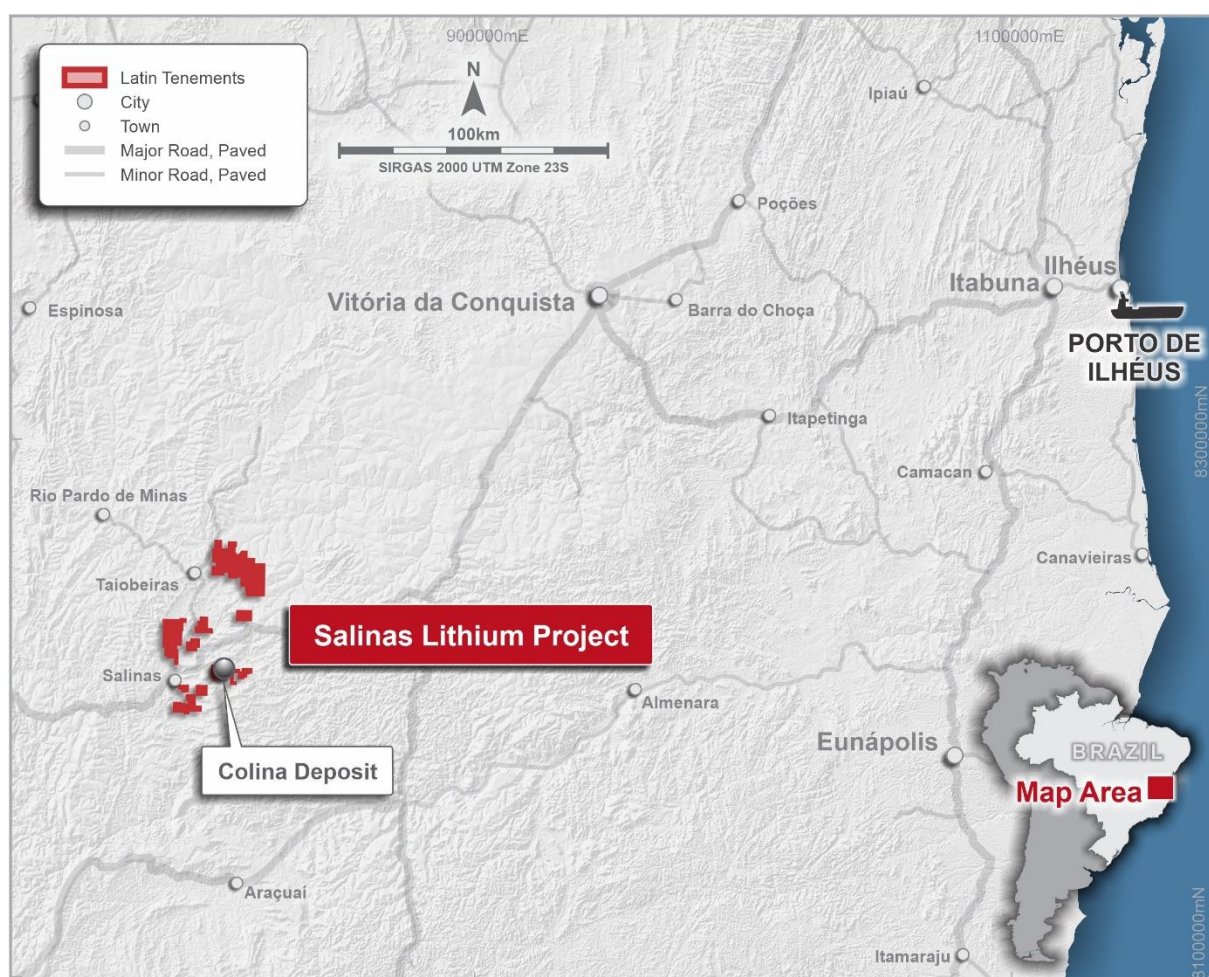 900000mE
1100000mE
Latin Tenements
City
Town
Major Road, Paved
Minor Road, Paved
N
100km
SIRGAS 2000 UTM Zone 23S
Ipiaú
Poções
Espinosa
Vitória da Conquista
Barra do Choça
Itabuna
Ilhéus
PORTO DE
ILHÉUS
Itapetinga
8300000mN
Camacan
Rio Pardo de Minas
Canavieiras
Taiobeiras
Salinas Lithium Project
Salinas
Almenara
Colina Deposit
Eunápolis
BRAZIL
Map Area
Araçuaí
8100000mN
Itamaraju